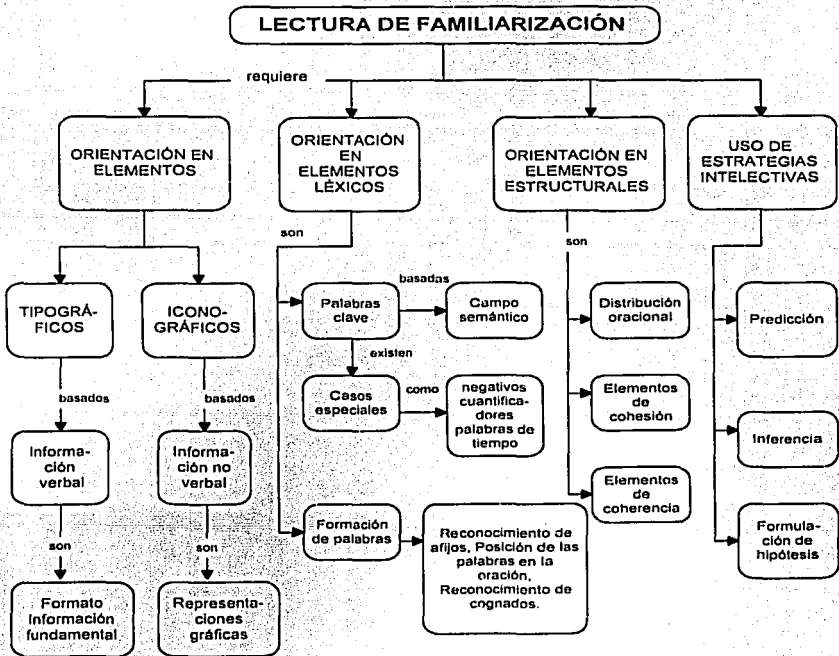 LECTURA DE FAMILIARIZACIÓN
requiere
ORIENTACIÓN EN
ELEMENTOS
TIPOGRÁ-
FICOS
basados
Informa-
ción
verbal
son
Formato
Información
fundamental
ICONO-
GRÁFICOS
basados
Informa-
ción no
verbal
son
Representa-
ciones
gráficas
ORIENTACIÓN
EN
ELEMENTOS
LÉXICOS
son
Palabras
clave
basadas
Campo
semántico
existen
Casos
especiales
como
negativos
cuantifica-
dores
palabras de
tiempo
Formación
de palabras
Reconocimiento de
afijos, Posición de las
palabras en la
oración,
Reconocimiento de
cognados.
ORIENTACIÓN EN
ELEMENTOS
ESTRUCTURALES
son
Distribución
oracional
Elementos
de
cohesión
Elementos
de
coherencia
USO DE
ESTRATEGIAS
INTELECTIVAS
Predicción
Inferencia
Formula-
ción de
hipótesis